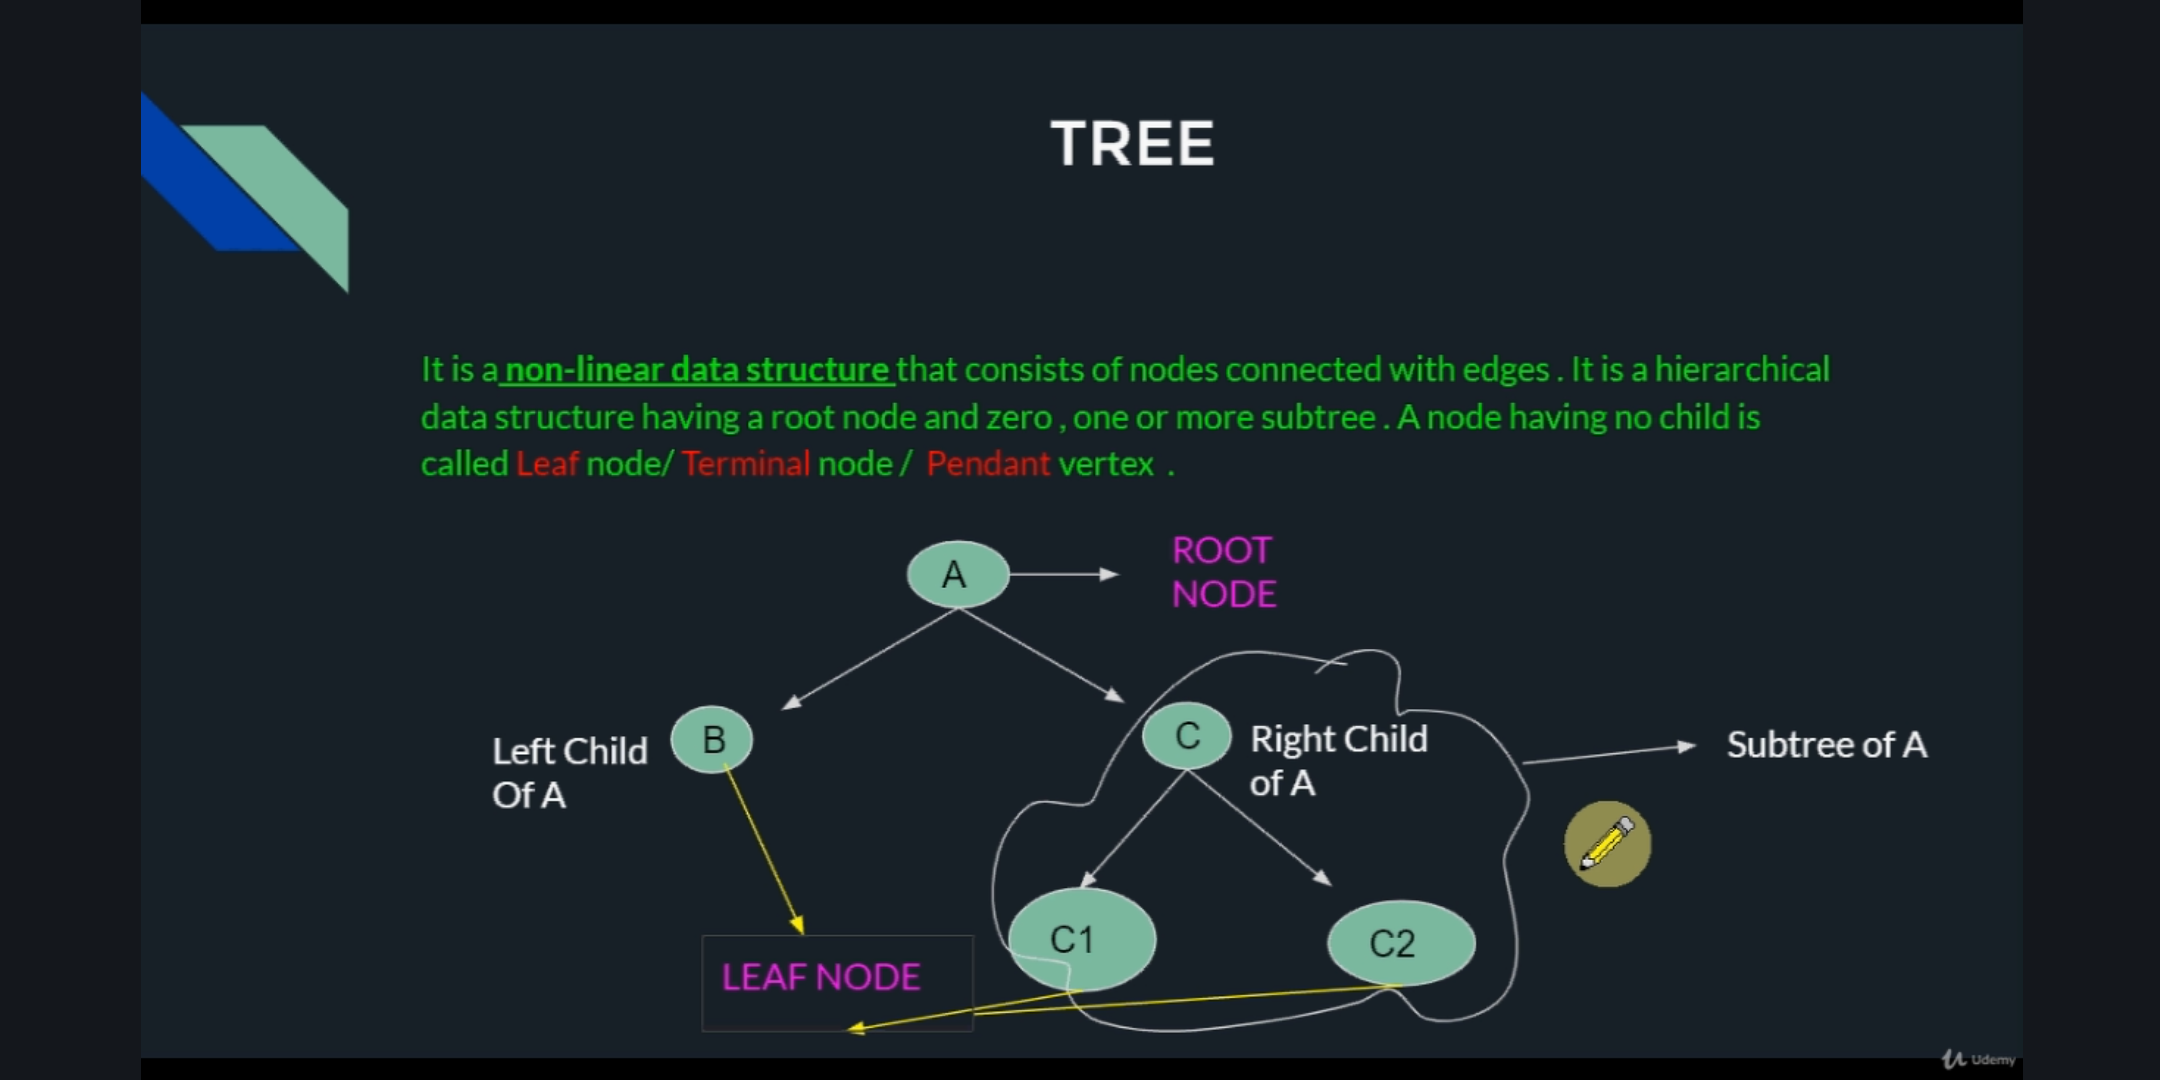 TREE
It is a non-linear data structure that consists of nodes connected with edges . It is a hierarchical
data structure having a root node and zero , one or more subtree . A node having no child is
called Leaf node/ Terminal node / Pendant vertex .
A
ROOT
NODE
Left Child
Of A
B
C
Right Child
of A
Subtree of A
C1
C2
LEAF NODE
Udemy